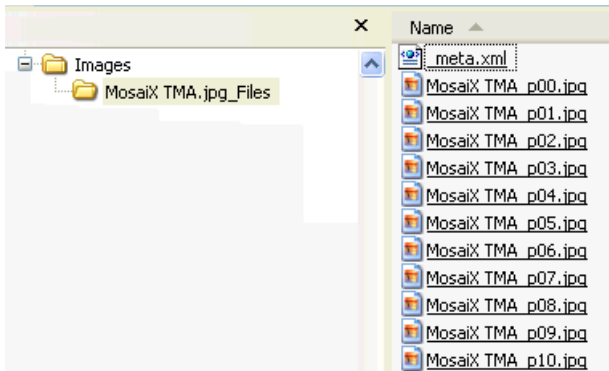 Images
MosaiX TMA.jpg_Files
Name
_meta.xml
MosaiX TMA_p00.jpg
MosaiX TMA_p01.jpg
MosaiX TMA_p02.jpg
MosaiX TMA_p03.jpg
MosaiX TMA_p04.jpg
MosaiX TMA_p05.jpg
MosaiX TMA_p06.jpg
MosaiX TMA_p07.jpg
MosaiX TMA_p08.jpg
MosaiX TMA_p09.jpg
MosaiX TMA_p10.jpg